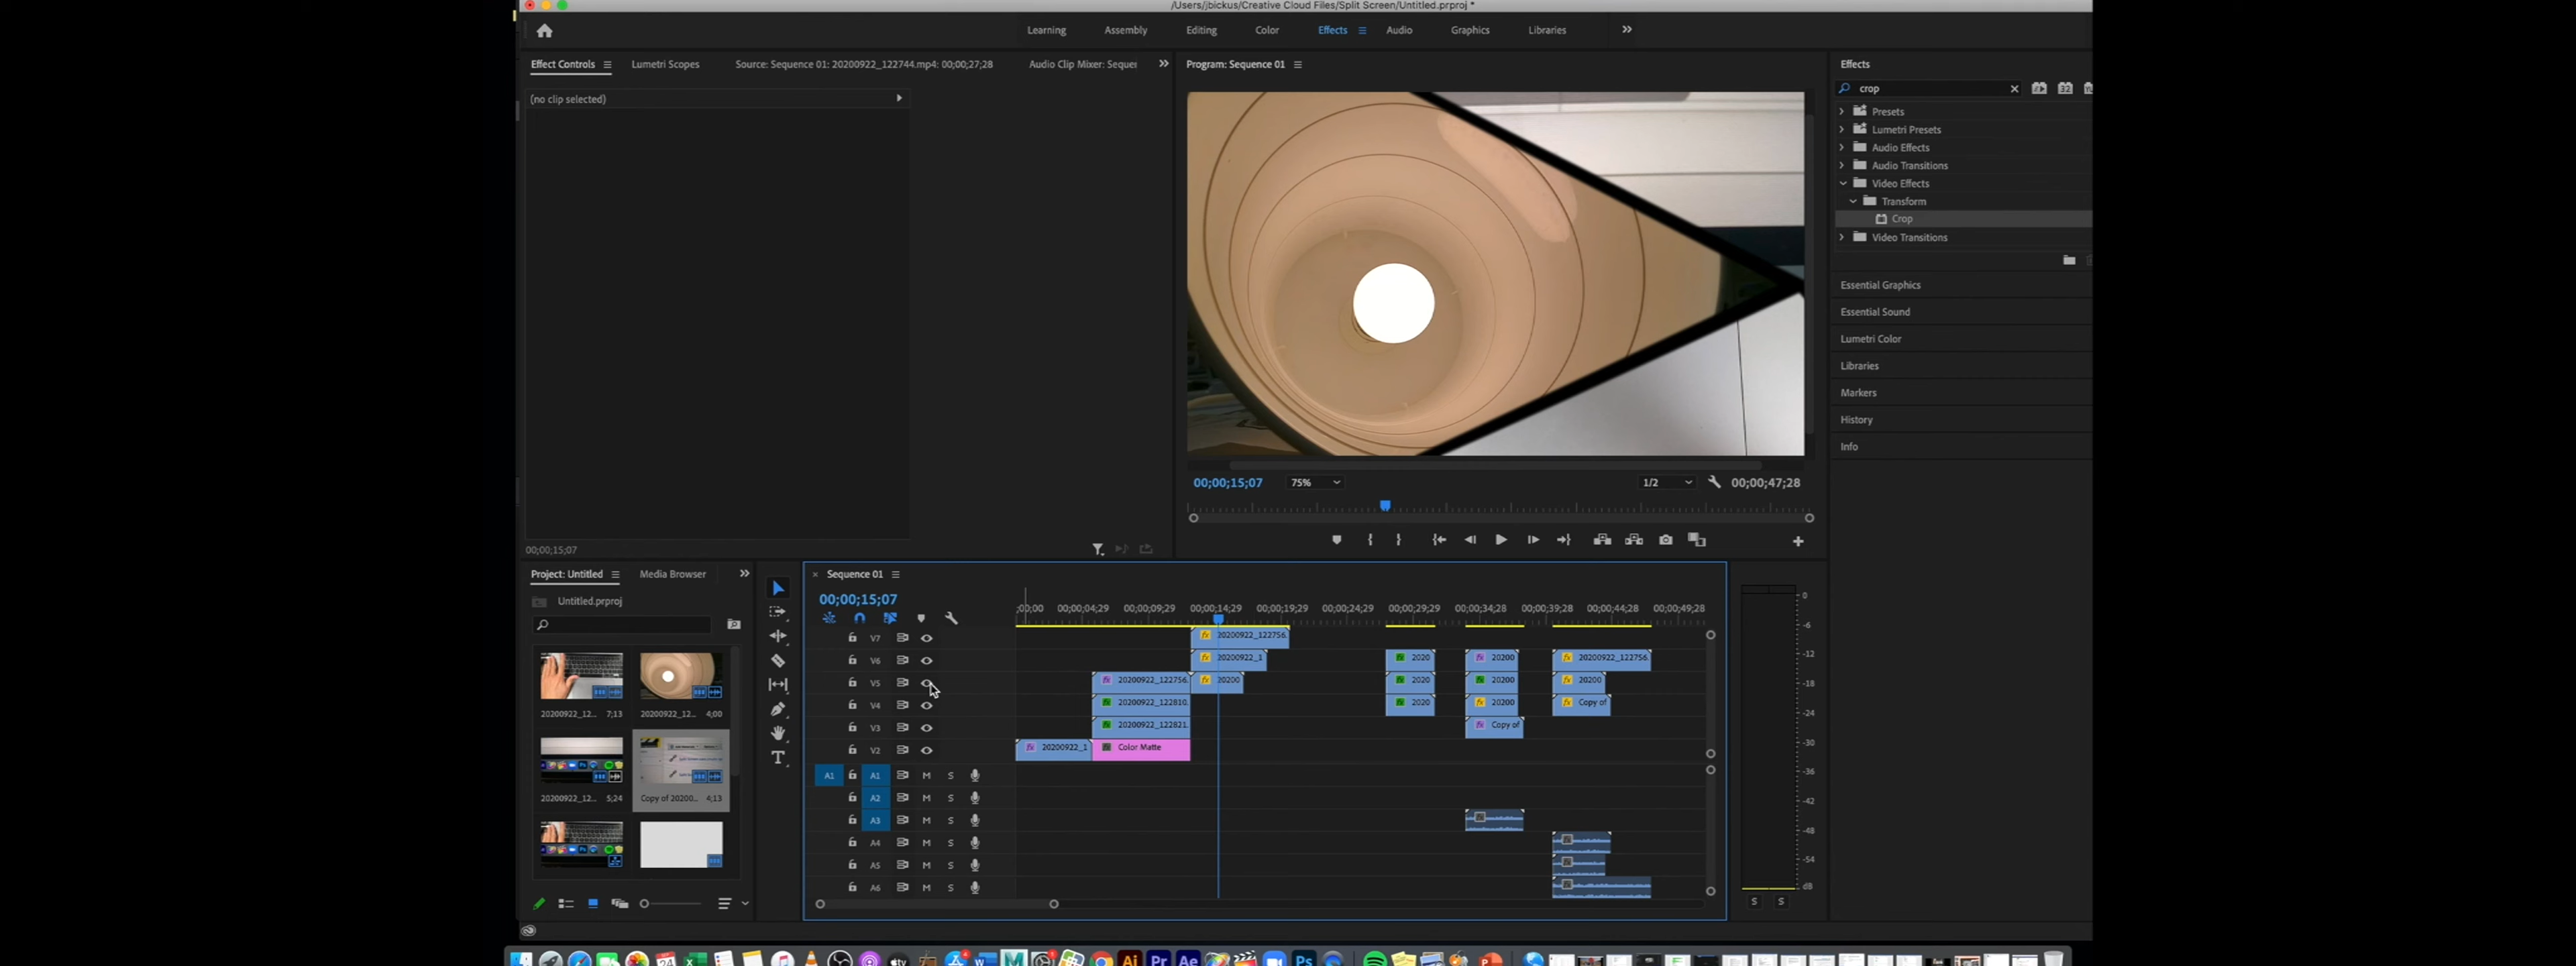 /Users/jbickus/Creative Cloud Files/Split Screen/Untitled.prproj *
Learning Assembly Editing Color Effects Audio Graphics Libraries
Effect Controls Lumetri Scopes Source: Sequence 01: 20200922_122744.mp4: 00;00;27;28 Audio Clip Mixer: Sequen
(no clip selected)
00;00;15;07
Program: Sequence 01
00;00;15;07 75% 1/2 00;00;47;28
Effects
crop
32
Presets
Lumetri Presets
Audio Effects
Audio Transitions
Video Effects
Transform
Crop
Video Transitions
Essential Graphics
Essential Sound
Lumetri Color
Libraries
Markers
History
Info
Project: Untitled Media Browser
Untitled.prproj
20200922_12... 7;13 20200922_12... 4;00
20200922_12... 5;24 Copy of 20200... 4;13
Sequence 01
00;00;15;07
;00;00 00;00;04;29 00;00;09;29 00;00;14;29 00;00;19;29 00;00;24;29 00;00;29;29 00;00;34;28 00;00;39;28 00;00;44;28 00;00;49;28
V7 20200922_122756.
V6 20200922_1 2020 20200 20200922_122756.
V5 20200922_122756. 20200 2020 20200 20200
V4 20200922_122810. 2020 20200 Copy of
V3 20200922_122821. Copy of
V2 20200922_1 Color Matte
A1 A1 M S
A2 M S
A3 M S
A4 M S
A5 M S
A6 M S
0
-6
-12
-18
-24
-30
-36
-42
-48
-54
dB
S S
24 tv W Ai Pr Ae Ps P